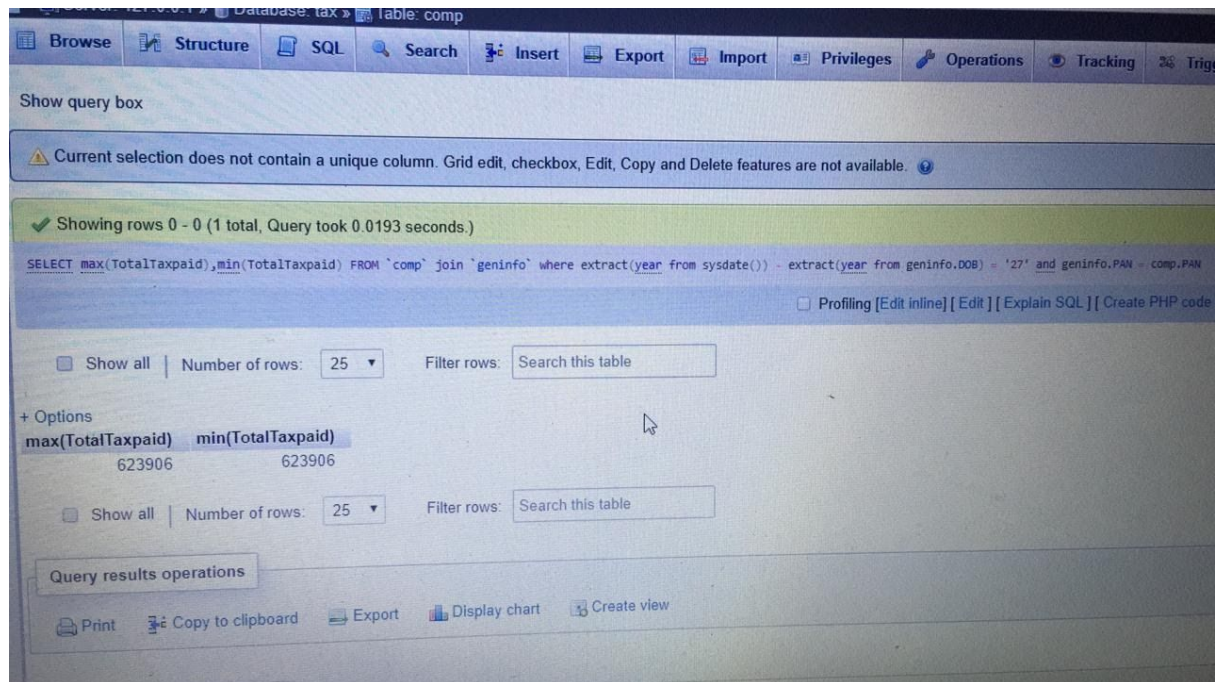 Server: 127.0.0.1 » Database: tax » Table: comp
Browse Structure SQL Search Insert Export Import Privileges Operations Tracking
Show query box
Current selection does not contain a unique column. Grid edit, checkbox, Edit, Copy and Delete features are not available.
Showing rows 0 - 0 (1 total, Query took 0.0193 seconds.)
SELECT max(TotalTaxpaid),min(TotalTaxpaid) FROM `comp` join `geninfo` where extract(year from sysdate()) - extract(year from geninfo.DOB) = '27' and geninfo.PAN = comp.PAN
Profiling [Edit inline] [ Edit ] [ Explain SQL ] [ Create PHP code
Show all | Number of rows: 25 Filter rows: Search this table
+ Options
max(TotalTaxpaid) min(TotalTaxpaid)
623906 623906
Show all | Number of rows: 25 Filter rows: Search this table
Query results operations
Print Copy to clipboard Export Display chart Create view